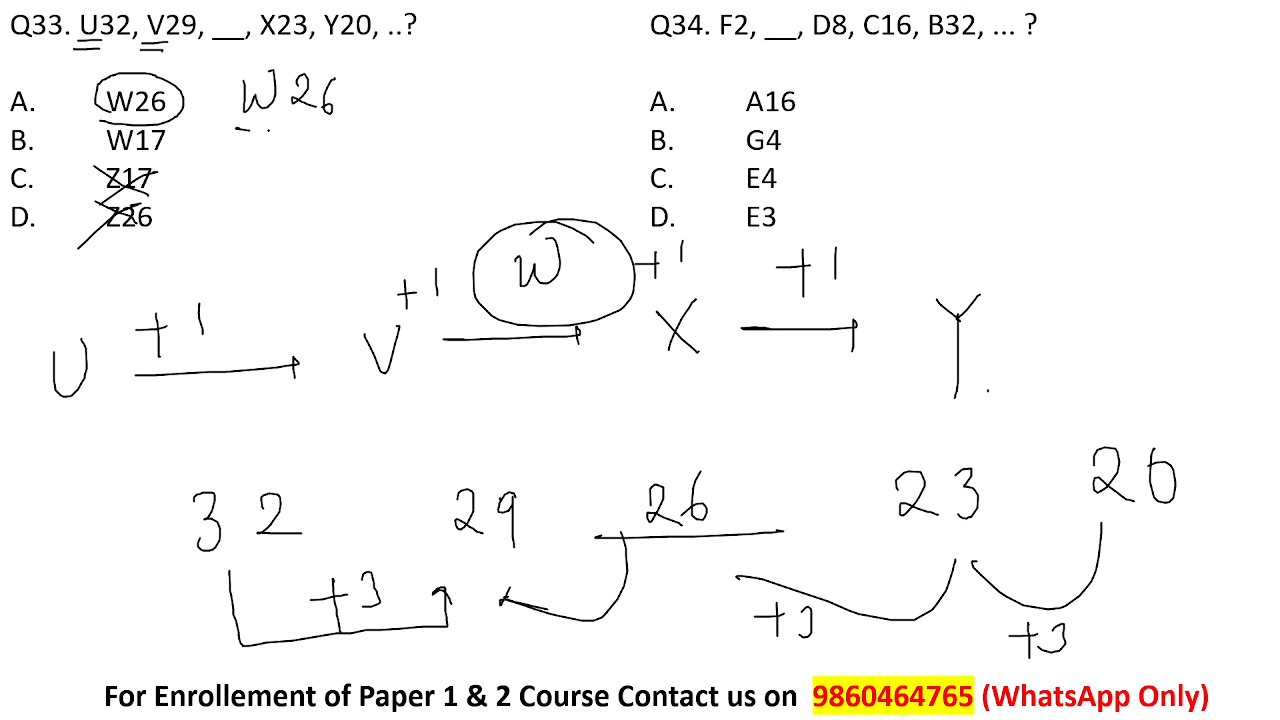 Q33. U32, V29, __, X23, Y20, ..?
A. W26
B. W17
C. Z17
D. Z26
W 26
Q34. F2, __, D8, C16, B32, ... ?
A. A16
B. G4
C. E4
D. E3
U +1 V +1 W +1 X +1 Y
32 29 26 23 20
+3 +3 +3
For Enrollement of Paper 1 & 2 Course Contact us on 9860464765 (WhatsApp Only)